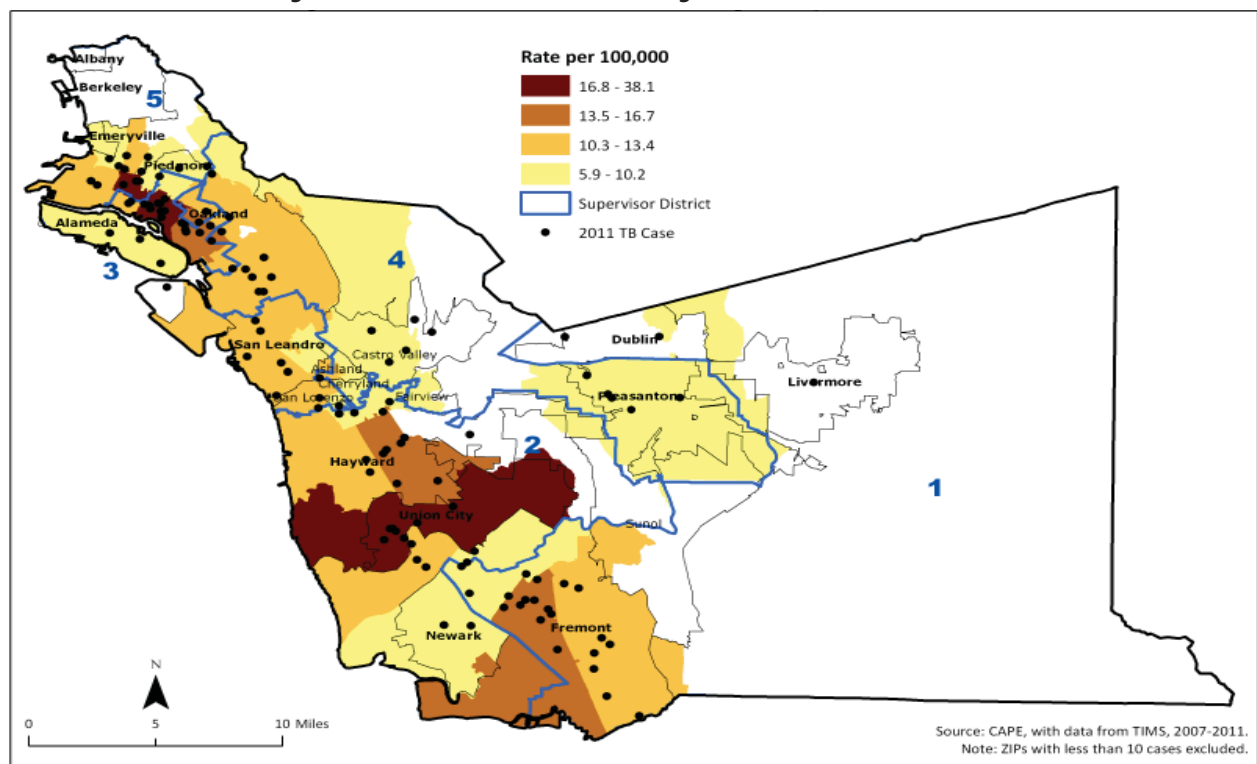 Albany
Berkeley
5
Emeryville
Piedmont
Oakland
Alameda
3
4
San Leandro
Castro Valley
Ashland
Cherryland
San Lorenzo
Fairview
Dublin
Livermore
Pleasanton
2
Hayward
1
Union City
Sunol
Newark
Fremont
Rate per 100,000
16.8 - 38.1
13.5 - 16.7
10.3 - 13.4
5.9 - 10.2
Supervisor District
2011 TB Case
N
0 5 10 Miles
Source: CAPE, with data from TIMS, 2007-2011.
Note: ZIPs with less than 10 cases excluded.